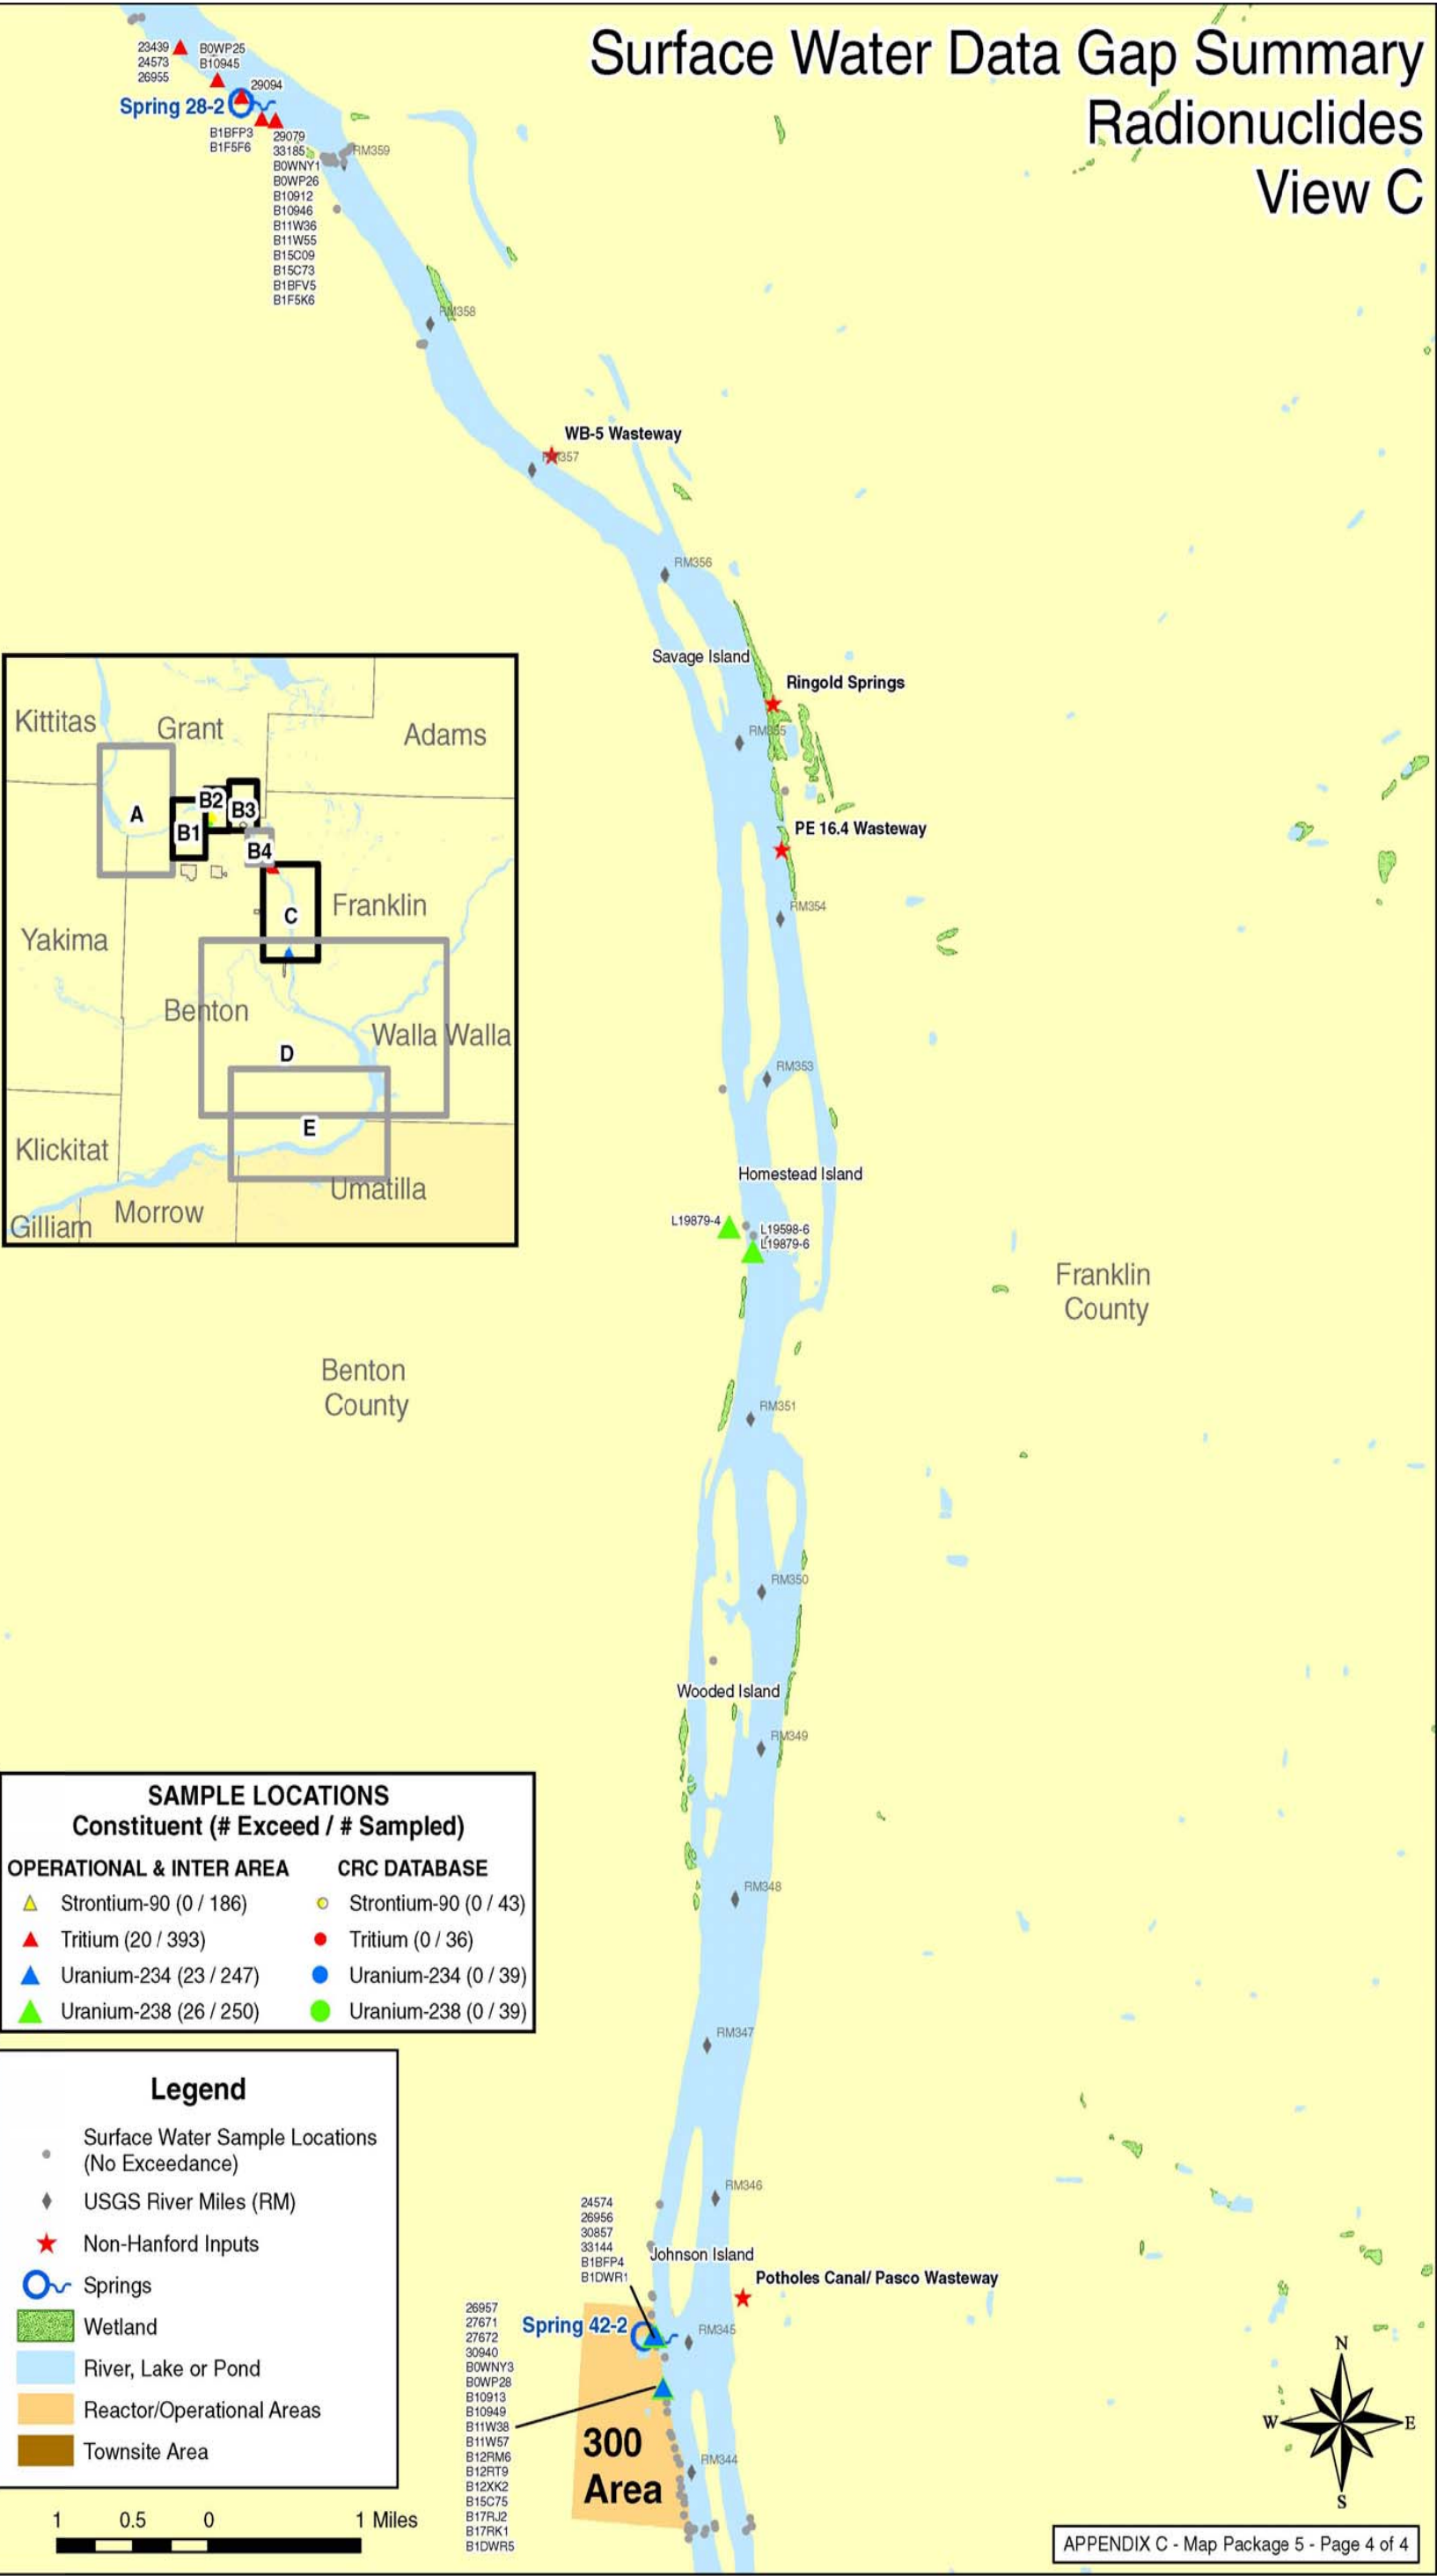 Surface Water Data Gap Summary
Radionuclides
View C
23439
24573
26955
B0WP25
B10945
29094
Spring 28-2
B1BFP3
B1F5F6
29079
33185
B0WNY1
B0WP26
B10912
B10946
B11W36
B11W55
B15C09
B15C73
B1BFV5
B1F5K6
RM359
RM358
WB-5 Wasteway
RM356
Savage Island
Ringold Springs
PE 16.4 Wasteway
RM354
RM353
Homestead Island
L19879-4
L19598-6
L19879-6
Franklin
County
Benton
County
RM351
RM350
Wooded Island
RM349
RM348
RM347
RM346
Johnson Island
Potholes Canal/ Pasco Wasteway
24574
26956
30857
33144
B1BFP4
B1DWR1
Spring 42-2
RM345
26957
27671
27672
30940
B0WNY3
B0WP28
B10913
B10949
B11W38
B11W57
B12RM6
B12RT9
B12XK2
B15C75
B17RJ2
B17RK1
B1DWR5
300
Area
RM344
Kittitas
Grant
Adams
A
B2
B3
B1
B4
C
Franklin
Yakima
Benton
Walla Walla
D
E
Klickitat
Umatilla
Morrow
Gilliam
SAMPLE LOCATIONS
Constituent (# Exceed / # Sampled)
OPERATIONAL & INTER AREA
Strontium-90 (0 / 186)
Tritium (20 / 393)
Uranium-234 (23 / 247)
Uranium-238 (26 / 250)
CRC DATABASE
Strontium-90 (0 / 43)
Tritium (0 / 36)
Uranium-234 (0 / 39)
Uranium-238 (0 / 39)
Legend
Surface Water Sample Locations
(No Exceedance)
USGS River Miles (RM)
Non-Hanford Inputs
Springs
Wetland
River, Lake or Pond
Reactor/Operational Areas
Townsite Area
1 0.5 0 1 Miles
N
W E
S
APPENDIX C - Map Package 5 - Page 4 of 4